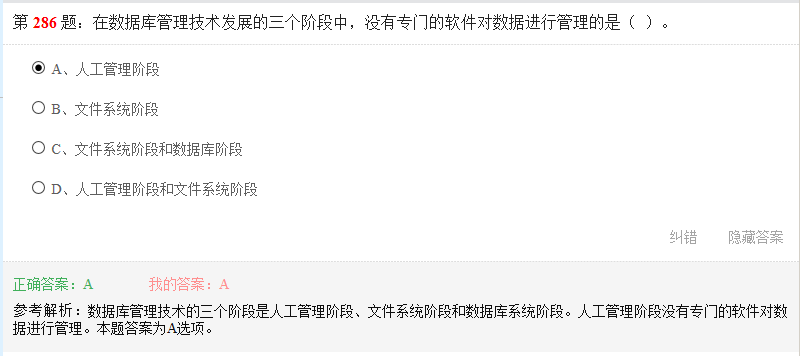 第 286 题：在数据库管理技术发展的三个阶段中，没有专门的软件对数据进行管理的是（ ）。
A、人工管理阶段
B、文件系统阶段
C、文件系统阶段和数据库阶段
D、人工管理阶段和文件系统阶段
纠错 隐藏答案
正确答案：A 我的答案：A
参考解析：数据库管理技术的三个阶段是人工管理阶段、文件系统阶段和数据库系统阶段。人工管理阶段没有专门的软件对数
据进行管理。本题答案为A选项。